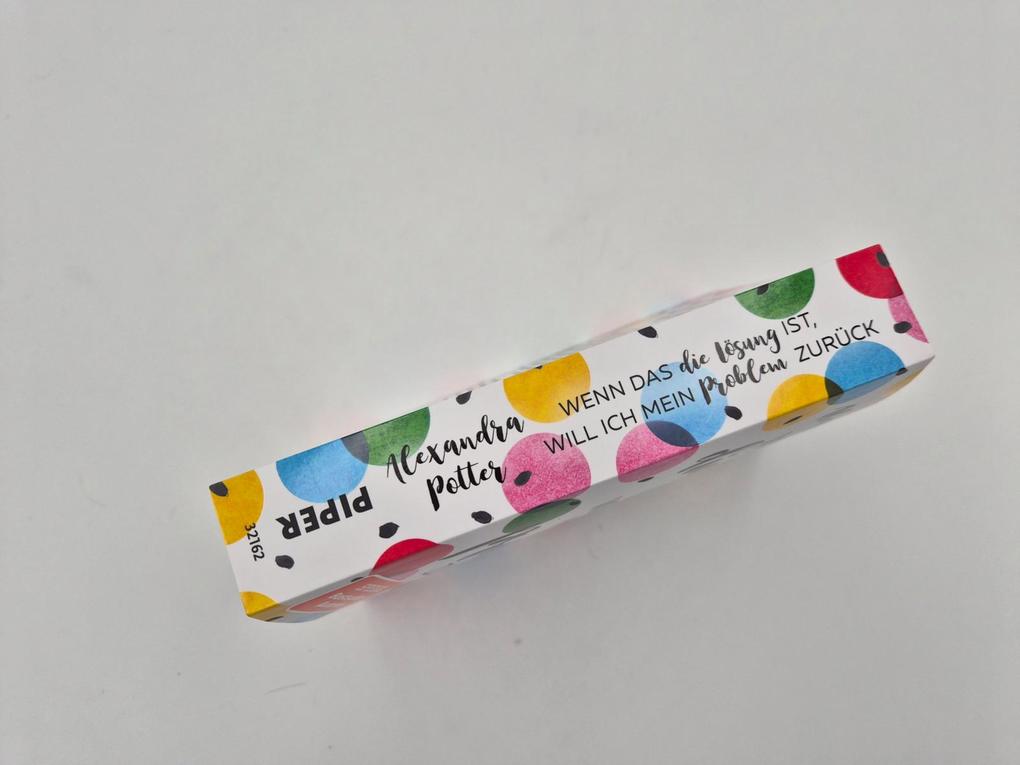 Alexandra
Potter
WENN DAS die Lösung IST,
WILL ICH MEIN Problem ZURÜCK
PIPER
32162